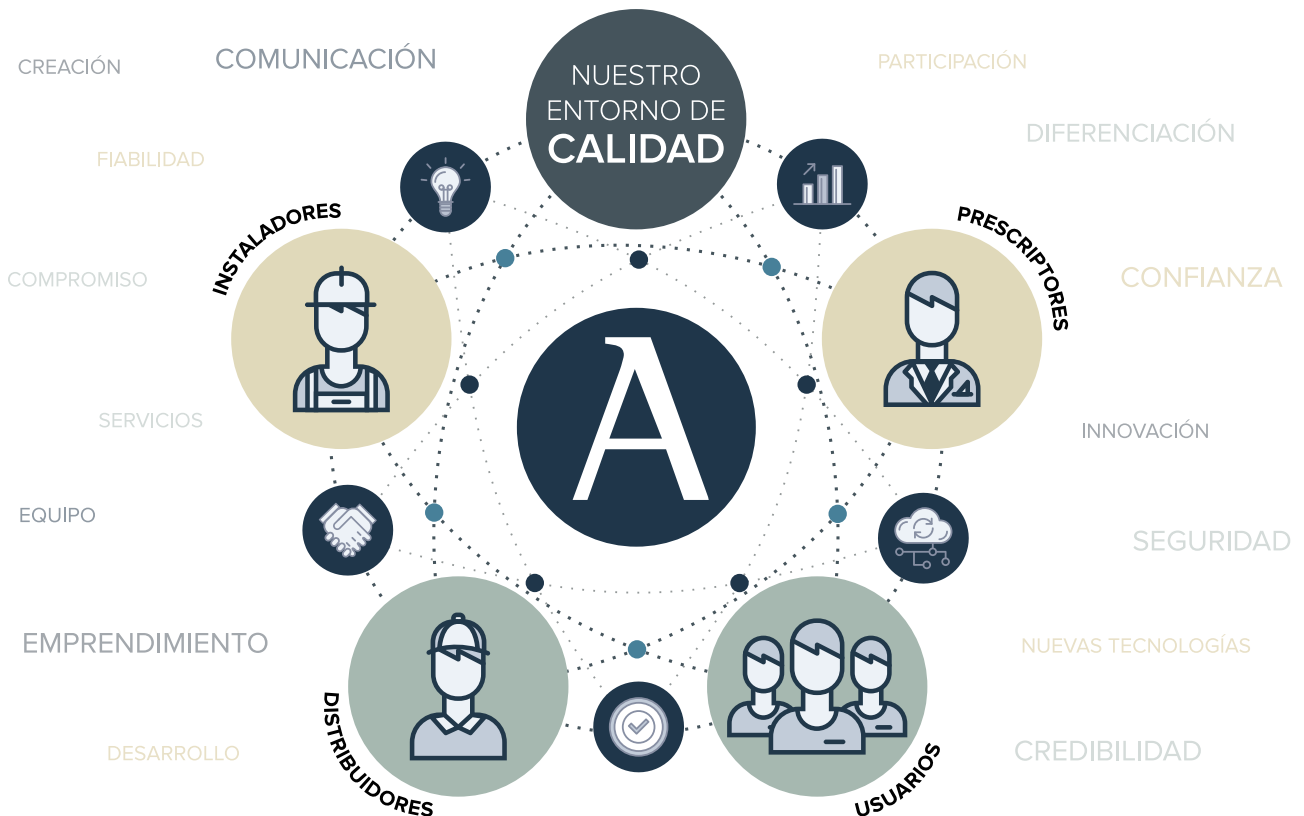 CREACIÓN
COMUNICACIÓN
PARTICIPACIÓN
NUESTRO
ENTORNO DE
CALIDAD
DIFERENCIACIÓN
FIABILIDAD
INSTALADORES
PRESCRIPTORES
COMPROMISO
CONFIANZA
A
SERVICIOS
INNOVACIÓN
EQUIPO
SEGURIDAD
EMPRENDIMIENTO
NUEVAS TECNOLOGÍAS
DISTRIBUIDORES
USUARIOS
DESARROLLO
CREDIBILIDAD